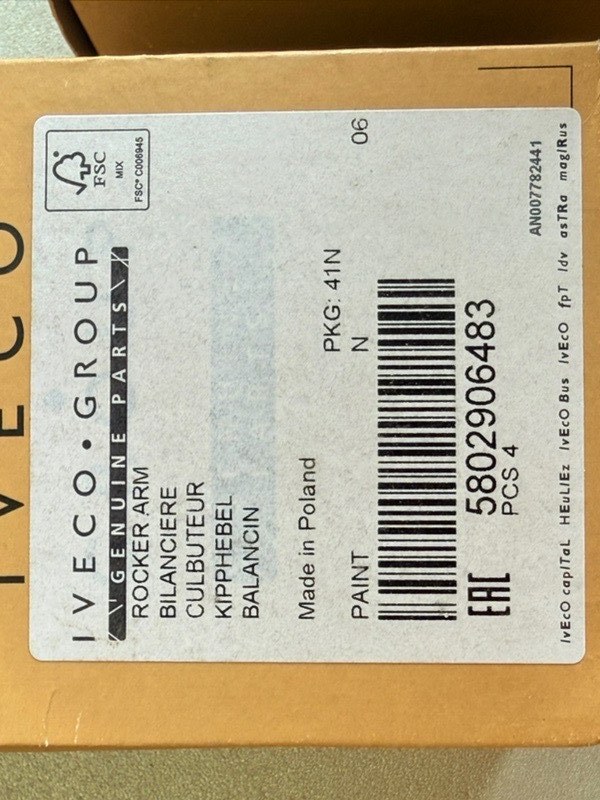 IVECO
IVECO•GROUP
GENUINE PARTS
FSC
MIX
FSC® C006945
ROCKER ARM
BILANCIERE
CULBUTEUR
KIPPHEBEL
BALANCIN
Made in Poland
PKG: 41N
06
PAINT
N
EAC
5802906483
PCS 4
AN007782441
IvEcO capITaL HEuLIEz IvEcO Bus IvEcO fpT Idv asTRa magIRus